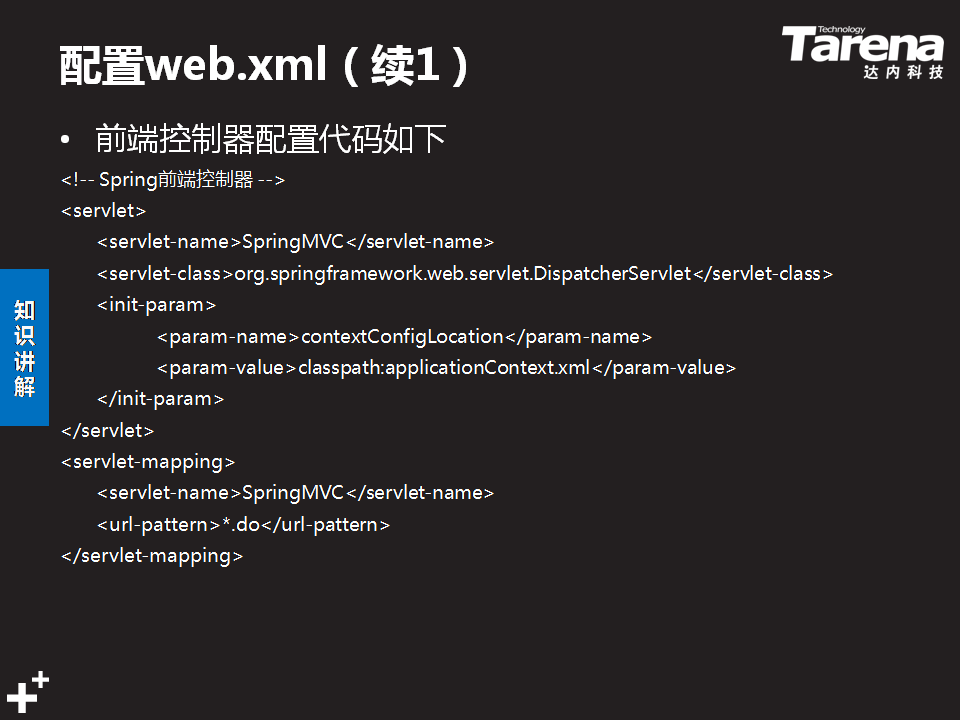 配置web.xml（续1）
Technology
Tarena
达内科技
• 前端控制器配置代码如下
<!-- Spring前端控制器 -->
<servlet>
<servlet-name>SpringMVC</servlet-name>
<servlet-class>org.springframework.web.servlet.DispatcherServlet</servlet-class>
<init-param>
<param-name>contextConfigLocation</param-name>
<param-value>classpath:applicationContext.xml</param-value>
</init-param>
</servlet>
<servlet-mapping>
<servlet-name>SpringMVC</servlet-name>
<url-pattern>*.do</url-pattern>
</servlet-mapping>
知识讲解